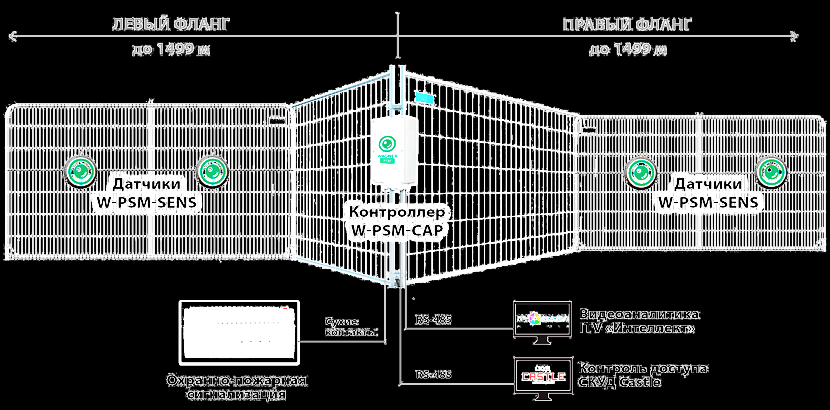 ЛЕВЫЙ ФЛАНГ
ПРАВЫЙ ФЛАНГ
до 1499 м
до 1499 м
Датчики
W-PSM-SENS
Датчики
W-PSM-SENS
Контроллер
W-PSM-CAP
Сухие
контакты
RS-485
Видеоаналитика
ITV «Интеллект»
Охранно-пожарная
сигнализация
RS-485
CASTLE
Контроль доступа
СКУД Castle